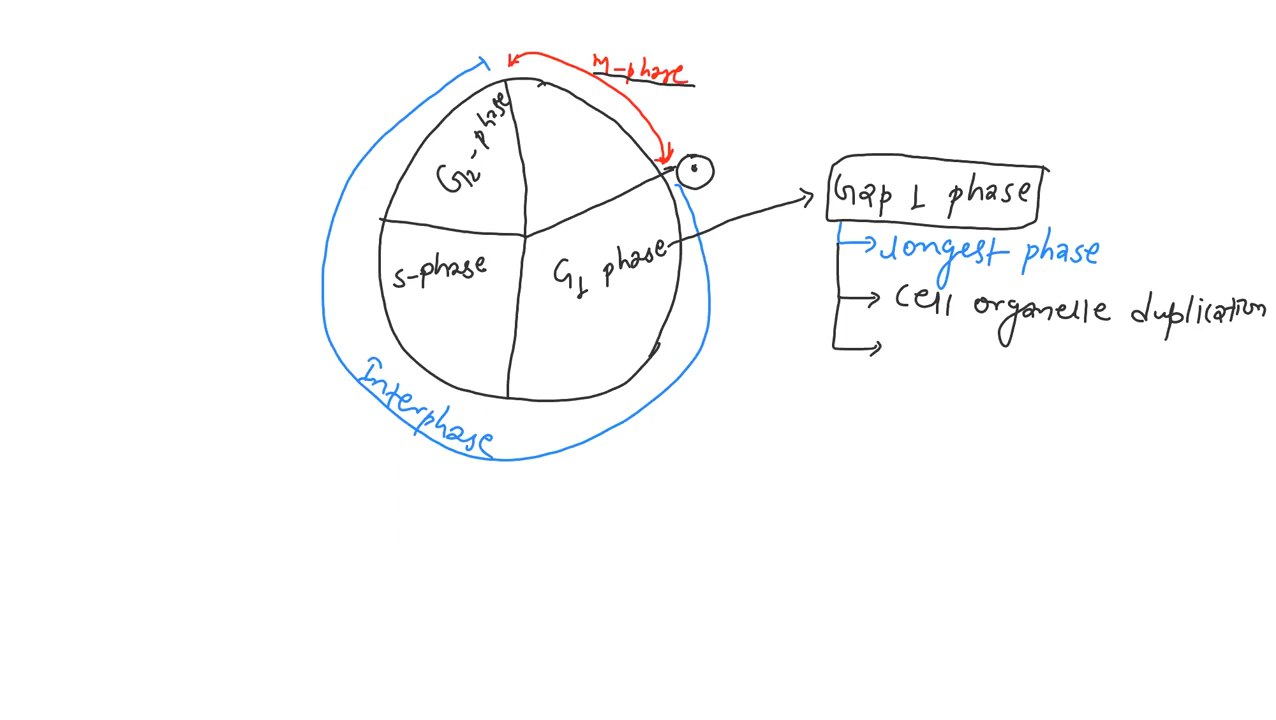 M-phase
G2-phase
Gap 1 phase
longest phase
S-phase
G1 phase
Cell organelle duplication
Interphase